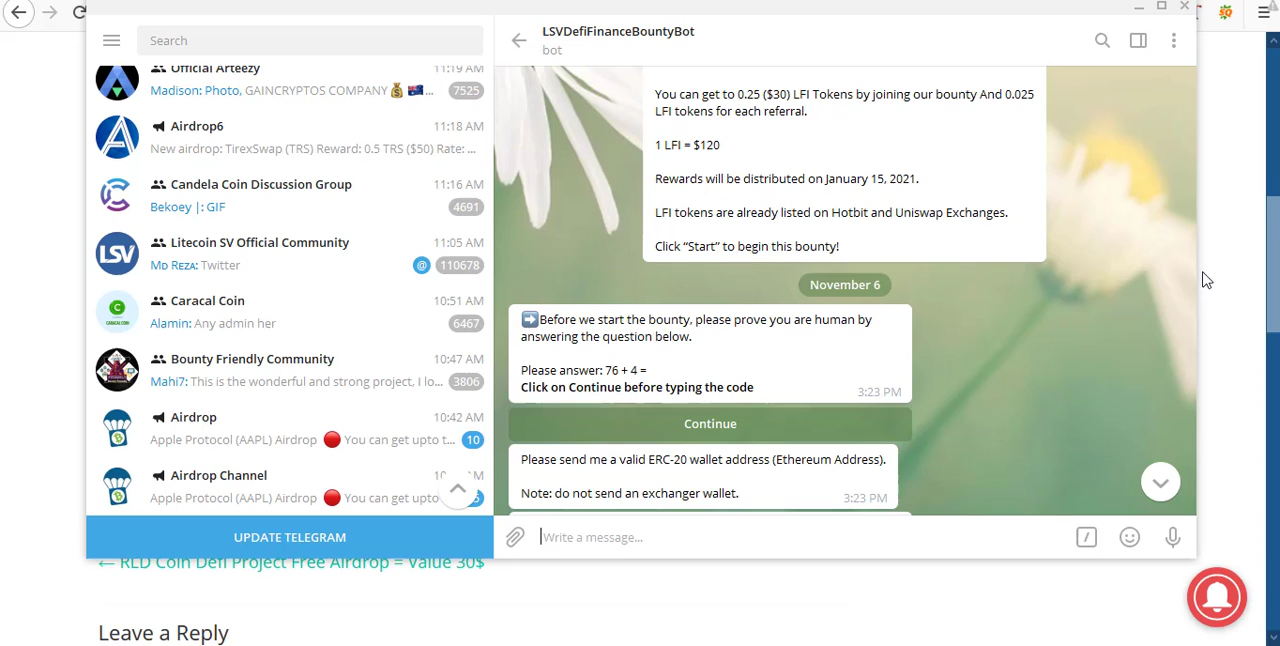 Search
LSVDefiFinanceBountyBot
bot
Official Arteezy 11:19 AM
Madison: Photo, GAINCRYPTOS COMPANY 💰 🇦🇺 ... 7525
Airdrop6 11:18 AM
New airdrop: TirexSwap (TRS) Reward: 0.5 TRS ($50) Rate: ...
Candela Coin Discussion Group 11:16 AM
Bekoey |: GIF 4691
Litecoin SV Official Community 11:05 AM
Md Reza: Twitter @ 110678
Caracal Coin 10:51 AM
Alamin: Any admin her 6467
Bounty Friendly Community 10:47 AM
Mahi7: This is the wonderful and strong project, I lo... 3806
Airdrop 10:42 AM
Apple Protocol (AAPL) Airdrop 🔴 You can get upto t... 10
Airdrop Channel
Apple Protocol (AAPL) Airdrop 🔴 You can get upto
UPDATE TELEGRAM
You can get to 0.25 ($30) LFI Tokens by joining our bounty And 0.025
LFI tokens for each referral.
1 LFI = $120
Rewards will be distributed on January 15, 2021.
LFI tokens are already listed on Hotbit and Uniswap Exchanges.
Click “Start” to begin this bounty!
November 6
➡️Before we start the bounty, please prove you are human by
answering the question below.
Please answer: 76 + 4 =
Click on Continue before typing the code
3:23 PM
Continue
Please send me a valid ERC-20 wallet address (Ethereum Address).
Note: do not send an exchanger wallet. 3:23 PM
Write a message...
← RLD Coin Defi Project Free Airdrop = Value 30$
Leave a Reply